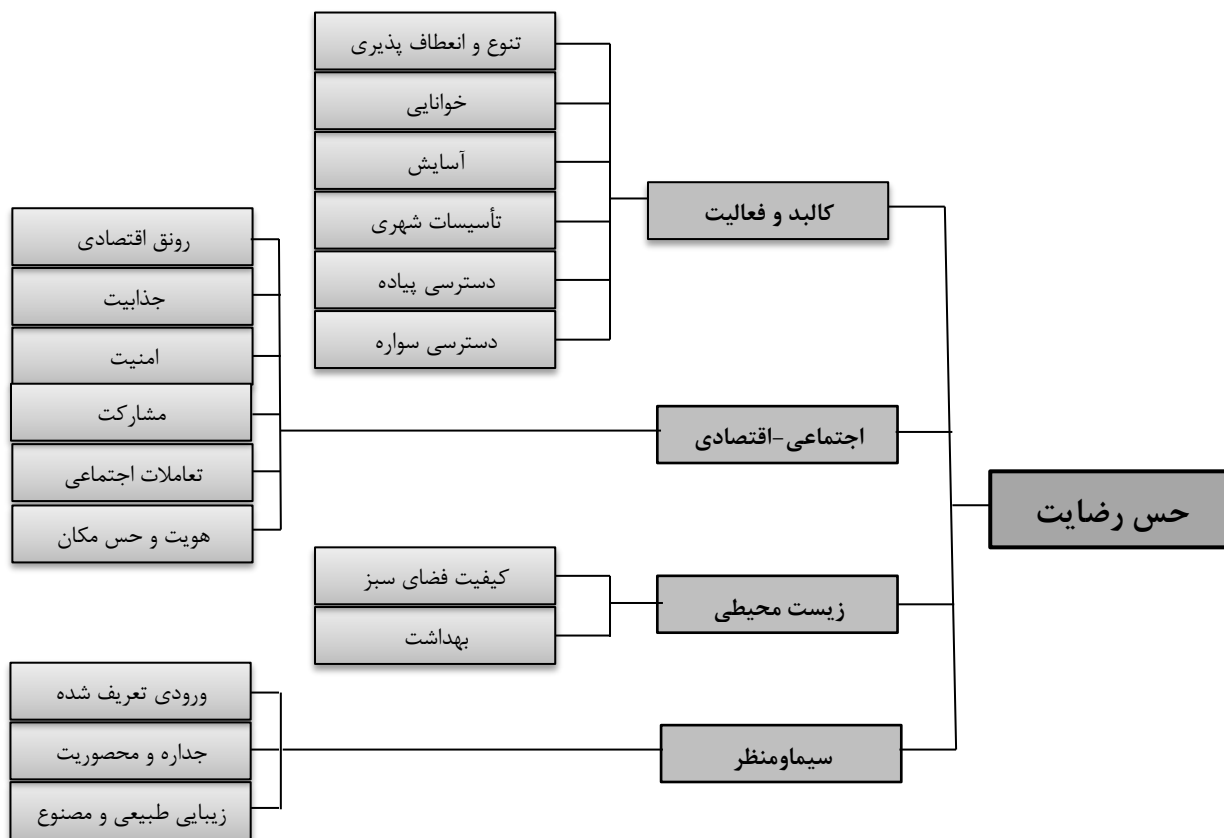 حس رضایت
کالبد و فعالیت
تنوع و انعطاف پذیری
خوانایی
آسایش
تأسیسات شهری
دسترسی پیاده
دسترسی سواره
اجتماعی-اقتصادی
رونق اقتصادی
جذابیت
امنیت
مشارکت
تعاملات اجتماعی
هویت و حس مکان
زیست محیطی
کیفیت فضای سبز
بهداشت
سیماومنظر
ورودی تعریف شده
جداره و محصوریت
زیبایی طبیعی و مصنوع